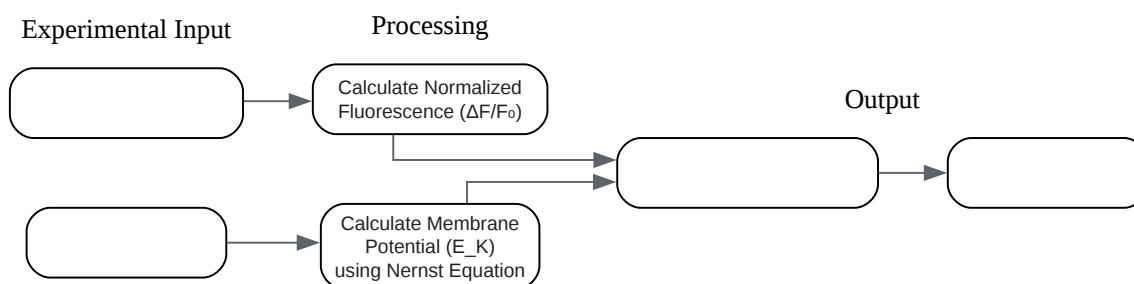 Experimental Input
Processing
Calculate Normalized
Fluorescence (ΔF/F₀)
Output
Calculate Membrane
Potential (E_K)
using Nernst Equation